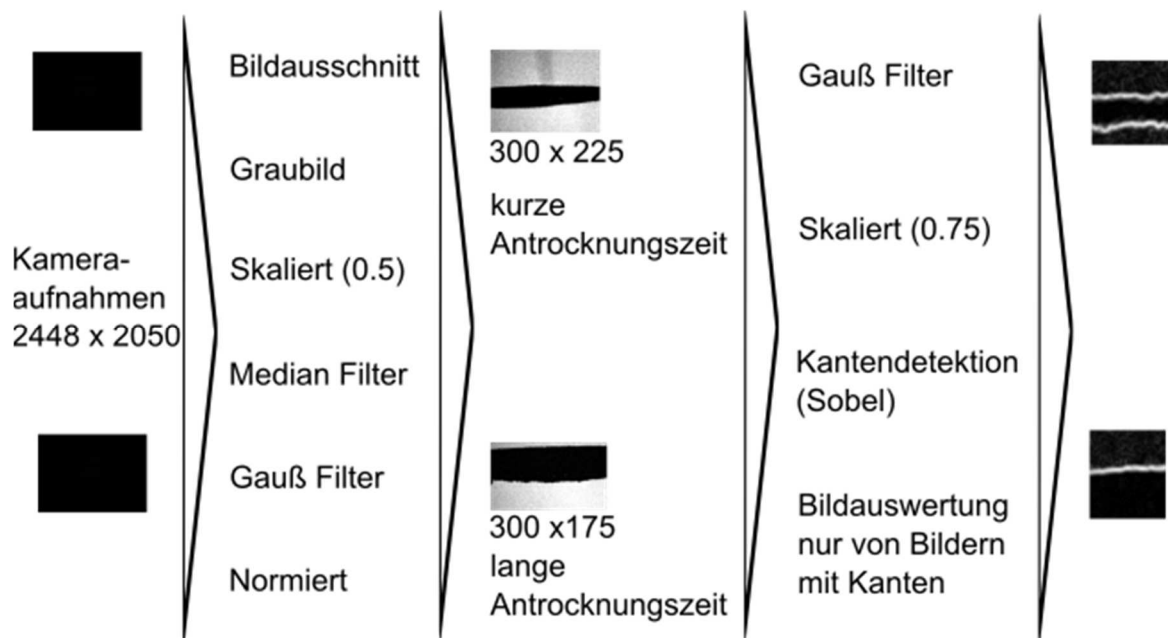 Kamera-
aufnahmen
2448 x 2050
Bildausschnitt
Graubild
Skaliert (0.5)
Median Filter
Gauß Filter
Normiert
300 x 225
kurze
Antrocknungszeit
300 x175
lange
Antrocknungszeit
Gauß Filter
Skaliert (0.75)
Kantendetektion
(Sobel)
Bildauswertung
nur von Bildern
mit Kanten